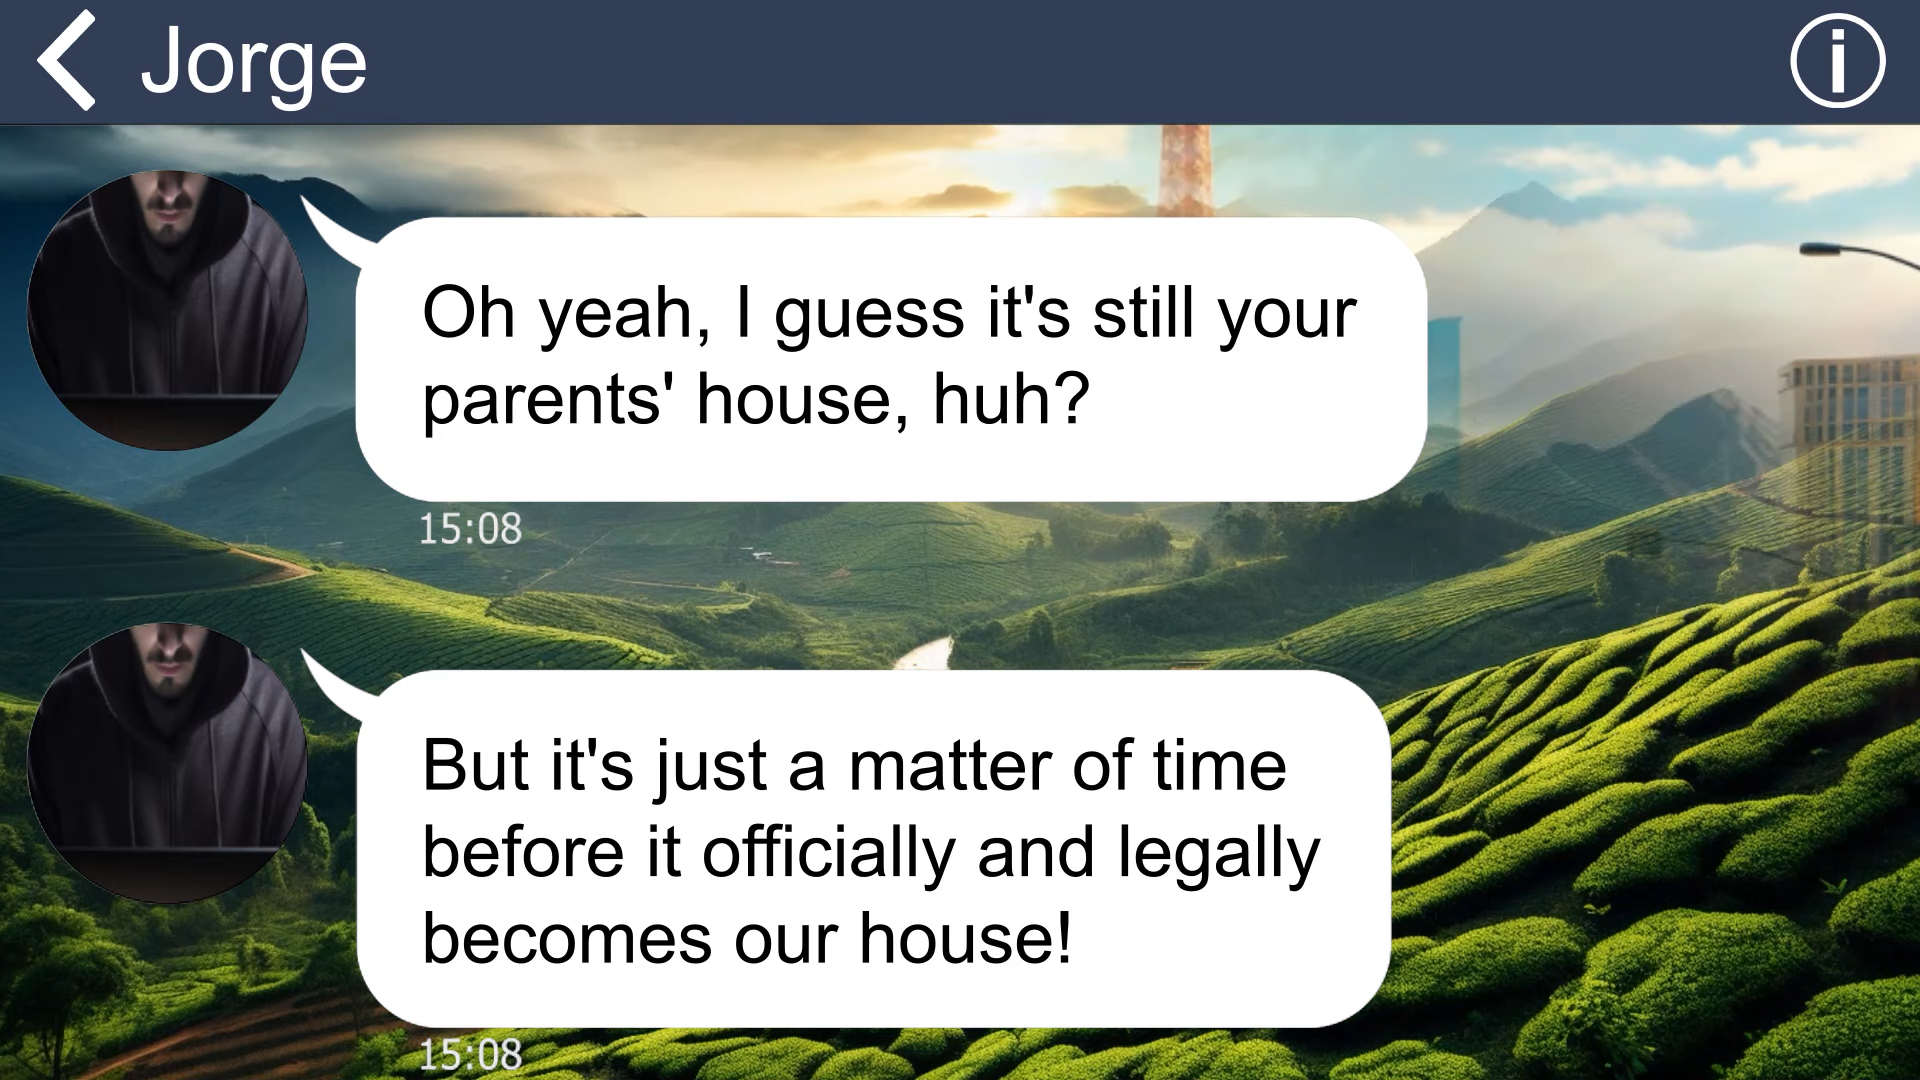 Jorge
Oh yeah, I guess it's still your
parents' house, huh?
15:08
But it's just a matter of time
before it officially and legally
becomes our house!
15:08